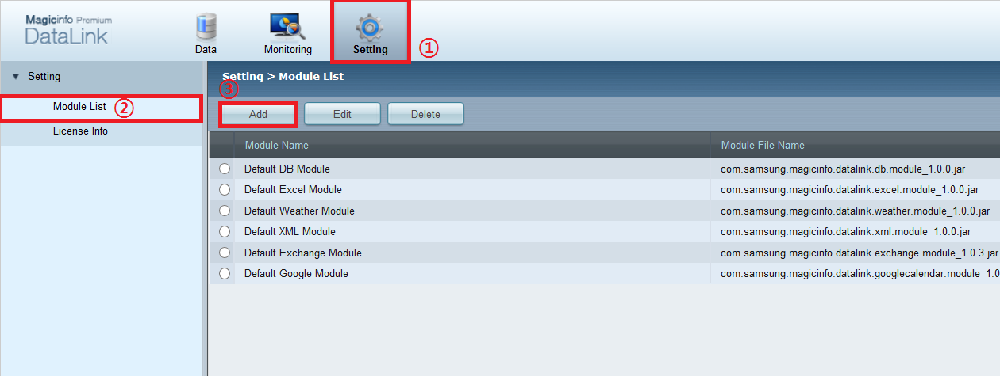 Magicinfo Premium
DataLink
Data
Monitoring
Setting
①
Setting
Module List ②
License Info
Setting > Module List
③
Add Edit Delete
Module Name Module File Name
Default DB Module com.samsung.magicinfo.datalink.db.module_1.0.0.jar
Default Excel Module com.samsung.magicinfo.datalink.excel.module_1.0.0.jar
Default Weather Module com.samsung.magicinfo.datalink.weather.module_1.0.0.jar
Default XML Module com.samsung.magicinfo.datalink.xml.module_1.0.0.jar
Default Exchange Module com.samsung.magicinfo.datalink.exchange.module_1.0.3.jar
Default Google Module com.samsung.magicinfo.datalink.googlecalendar.module_1.0